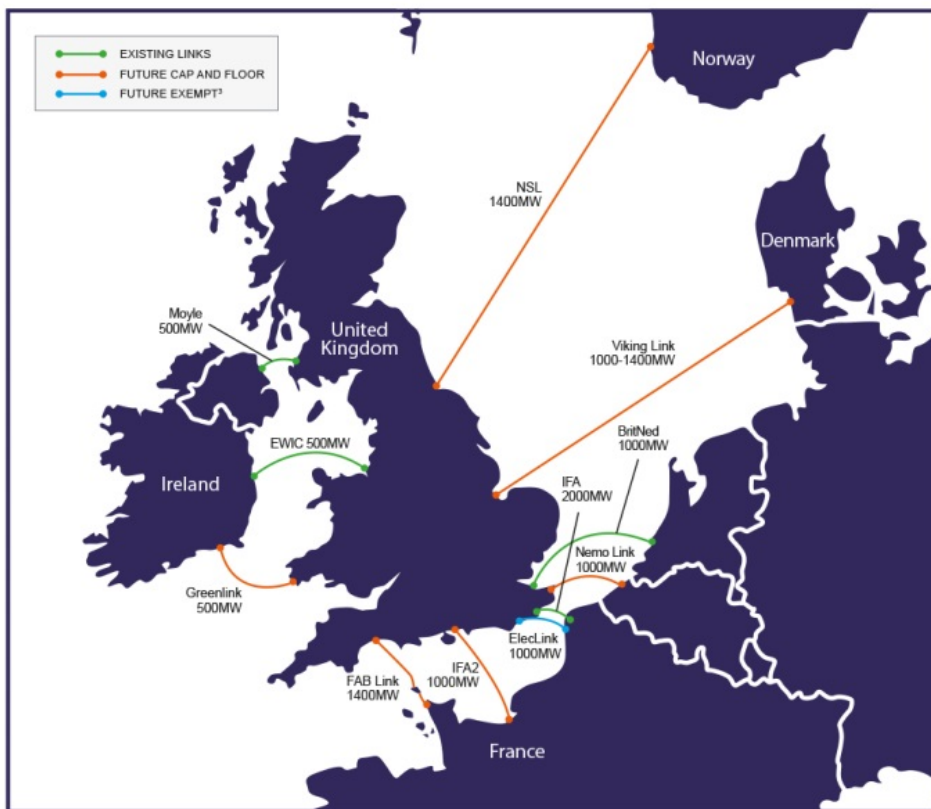 EXISTING LINKS
FUTURE CAP AND FLOOR
FUTURE EXEMPT³
Norway
NSL
1400MW
Denmark
Moyle
500MW
United
Kingdom
Viking Link
1000-1400MW
BritNed
1000MW
EWIC 500MW
IFA
2000MW
Ireland
Nemo Link
1000MW
Greenlink
500MW
ElecLink
1000MW
FAB Link
1400MW
IFA2
1000MW
France